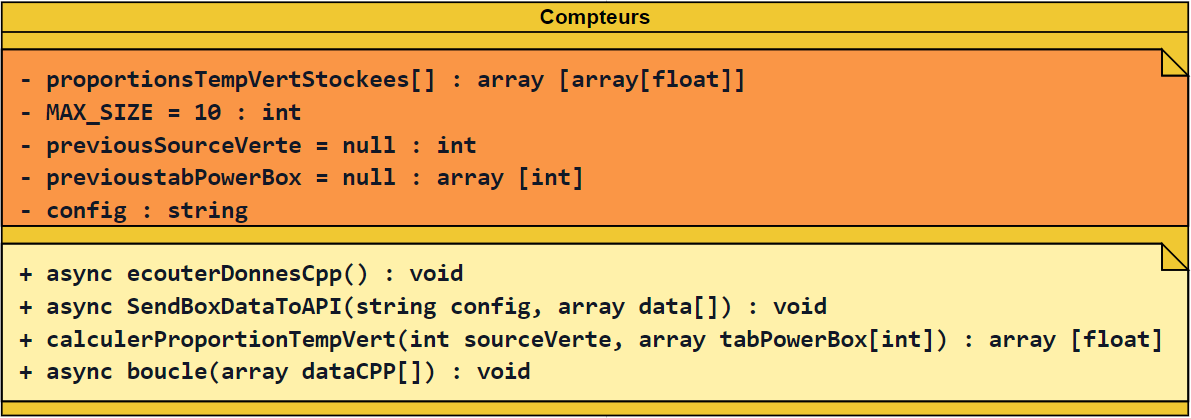 Compteurs
- proportionsTempVertStockees[] : array [array[float]]
- MAX_SIZE = 10 : int
- previousSourceVerte = null : int
- previoustabPowerBox = null : array [int]
- config : string
+ async ecouterDonnesCpp() : void
+ async SendBoxDataToAPI(string config, array data[]) : void
+ calculerProportionTempVert(int sourceVerte, array tabPowerBox[int]) : array [float]
+ async boucle(array dataCPP[]) : void